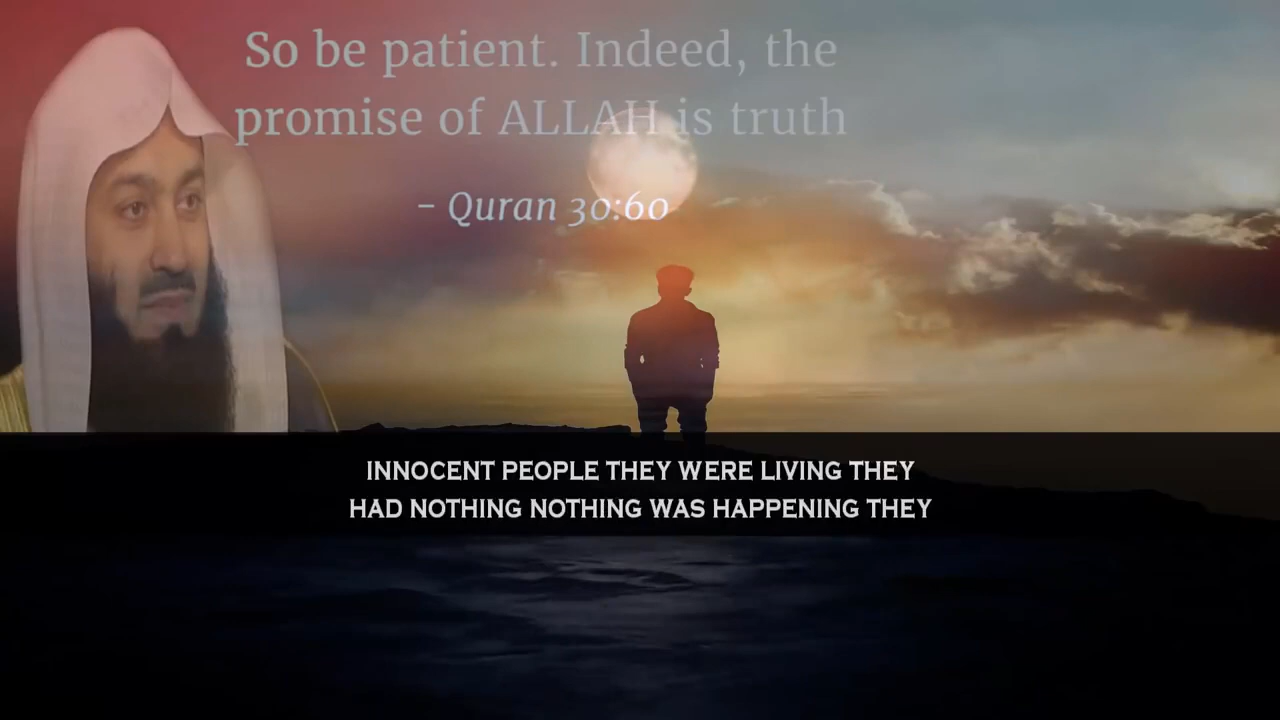 So be patient. Indeed, the
promise of ALLAH is truth
– Quran 30:60
INNOCENT PEOPLE THEY WERE LIVING THEY
HAD NOTHING NOTHING WAS HAPPENING THEY